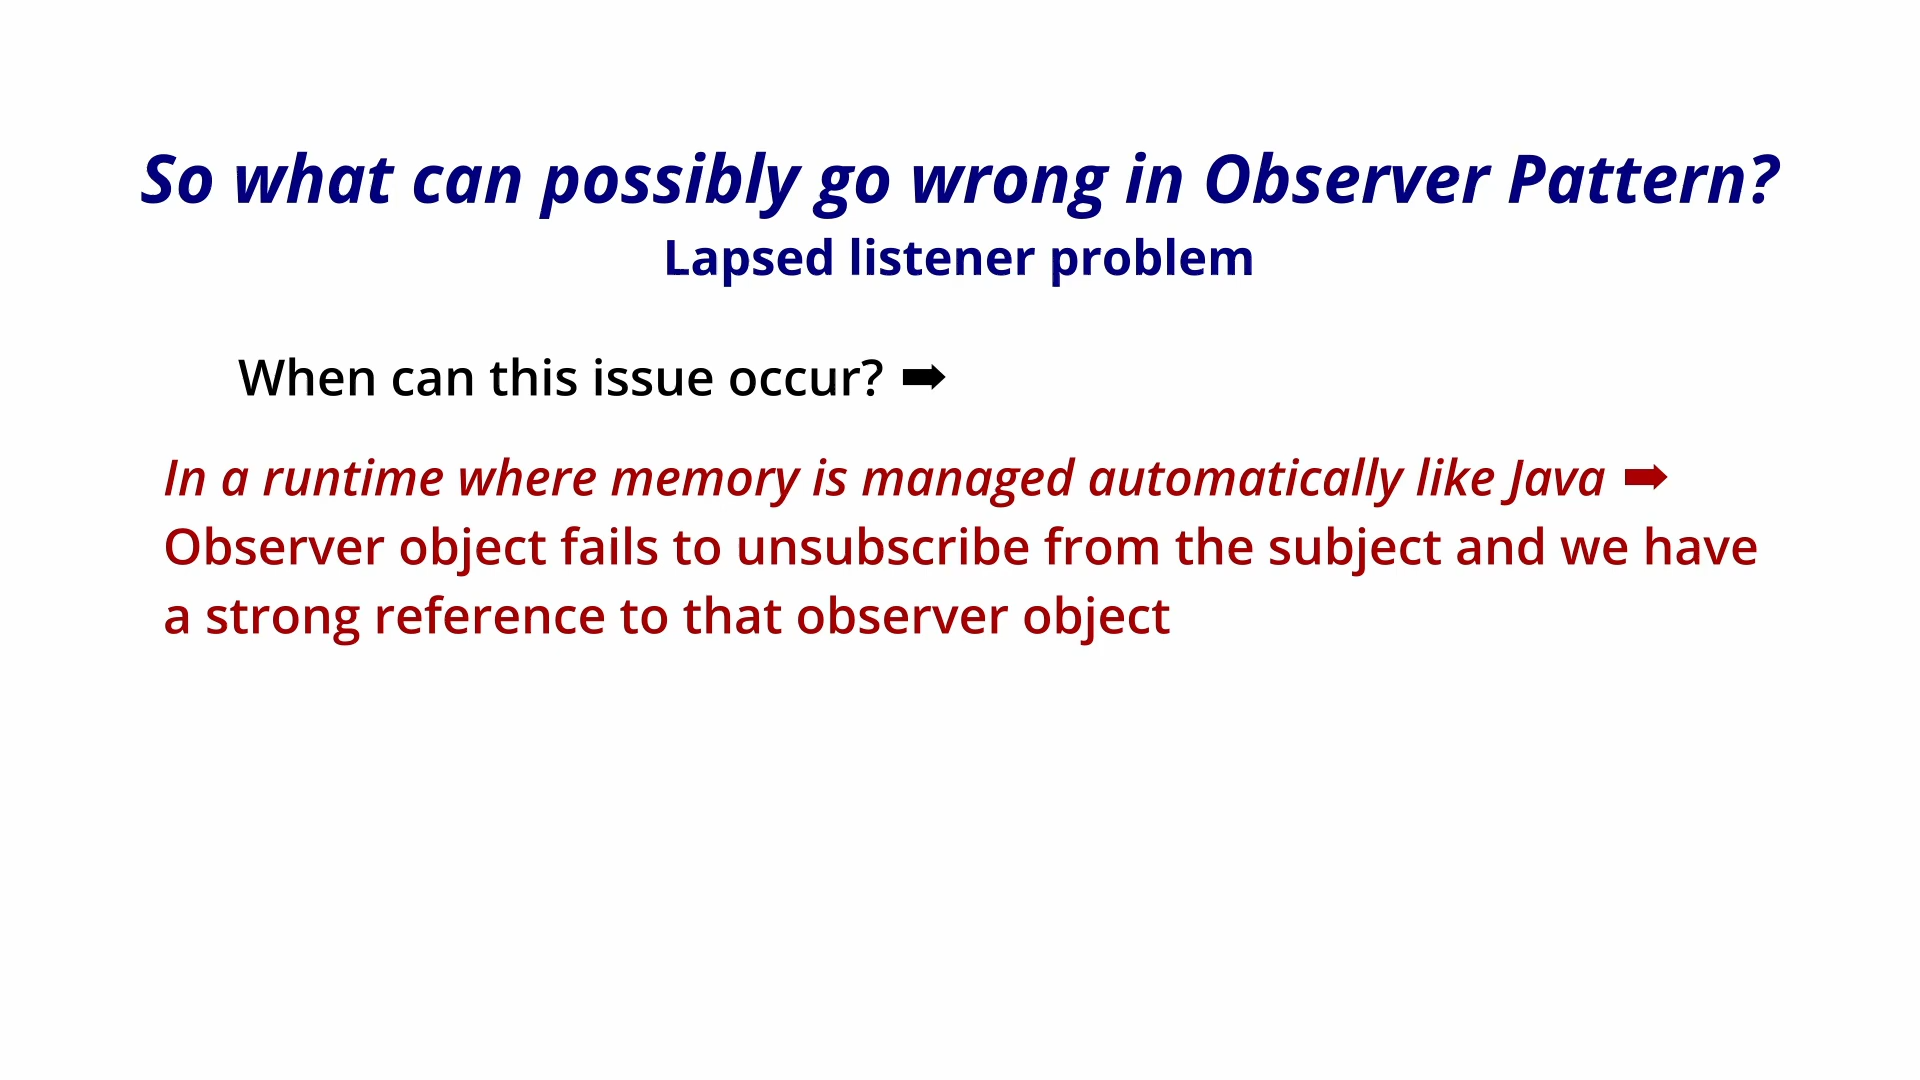 So what can possibly go wrong in Observer Pattern?
Lapsed listener problem
When can this issue occur? ➡
In a runtime where memory is managed automatically like Java ➡
Observer object fails to unsubscribe from the subject and we have
a strong reference to that observer object